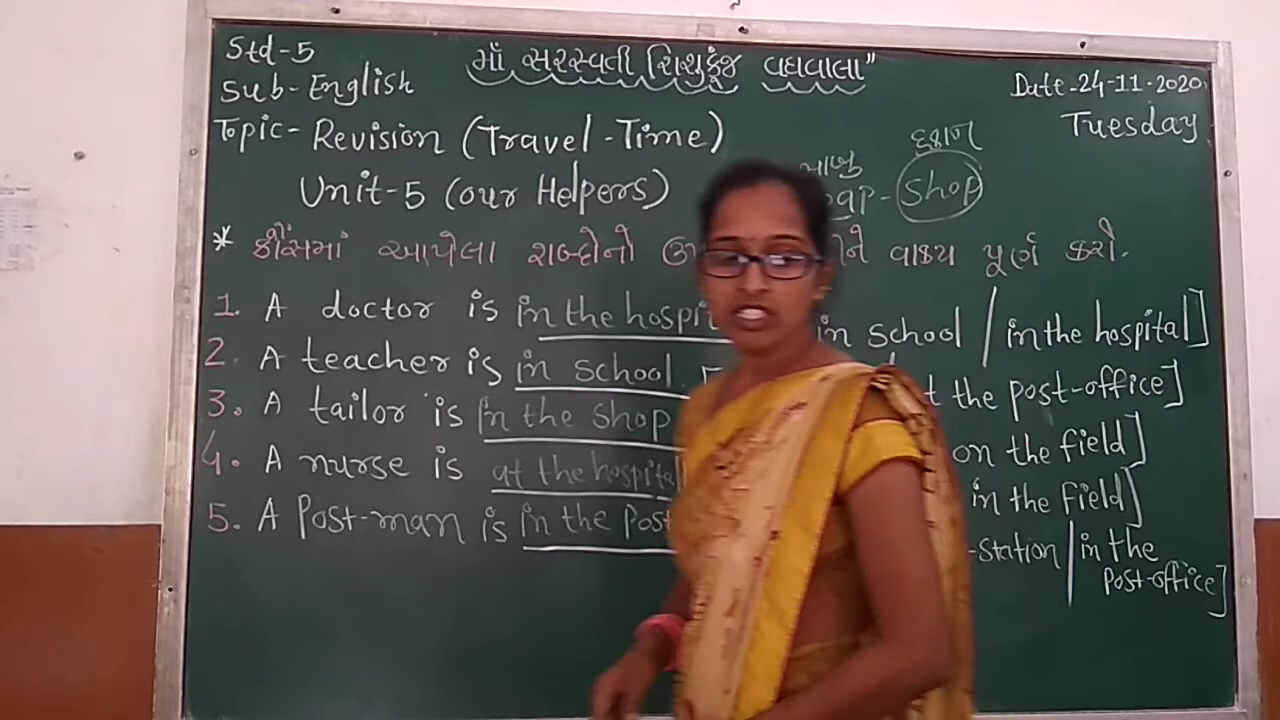 Std-5
માઁ સરસ્વતી શિશુકુંજ વઘવાલા"
Sub-English
Date-24-11-2020
Topic- Revision (Travel-Time)
Tuesday
Unit-5 (our Helpers)
સાબુ
દુકાન
- Shop
* કૌંસમાં આપેલા શબ્દોનો વાક્ય પૂર્ણ કરો.
1. A doctor is in the hospi in school / in the hospital]
2. A teacher is in school. [ the post-office]
3. A tailor is in the shop on the field]
4. A nurse is at the hospital in the field]
5. A Post-man is in the Post -Station / in the
Post-office]